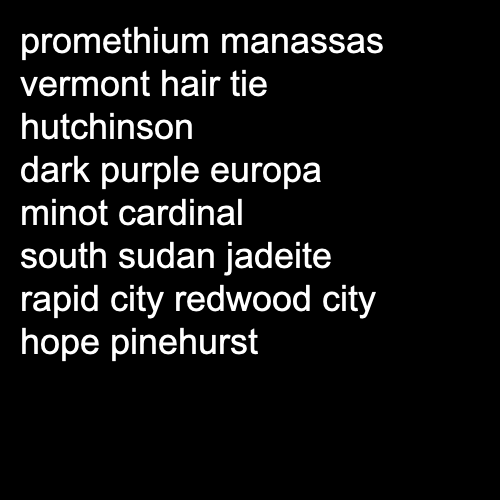 promethium manassas
vermont hair tie
hutchinson
dark purple europa
minot cardinal
south sudan jadeite
rapid city redwood city
hope pinehurst